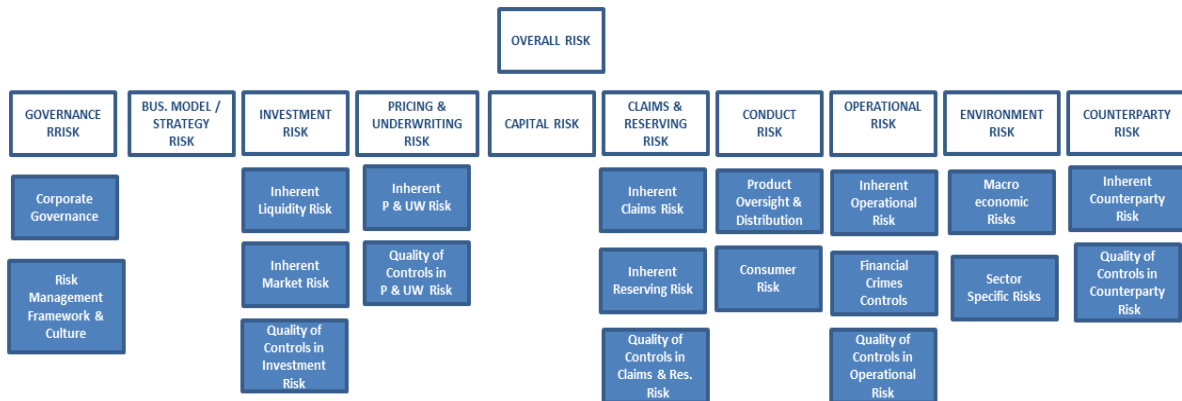 OVERALL RISK
GOVERNANCE
RRISK
BUS. MODEL /
STRATEGY
RISK
INVESTMENT
RISK
PRICING &
UNDERWRITING
RISK
CAPITAL RISK
CLAIMS &
RESERVING
RISK
CONDUCT
RISK
OPERATIONAL
RISK
ENVIRONMENT
RISK
COUNTERPARTY
RISK
Corporate
Governance
Inherent
Liquidity Risk
Inherent
P & UW Risk
Inherent
Claims Risk
Product
Oversight &
Distribution
Inherent
Operational
Risk
Macro
economic
Risks
Inherent
Counterparty
Risk
Risk
Management
Framework &
Culture
Inherent
Market Risk
Quality of
Controls in
P & UW Risk
Inherent
Reserving Risk
Consumer
Risk
Financial
Crimes
Controls
Sector
Specific Risks
Quality of
Controls in
Counterparty
Risk
Quality of
Controls in
Investment
Risk
Quality of
Controls in
Claims & Res.
Risk
Quality of
Controls in
Operational
Risk